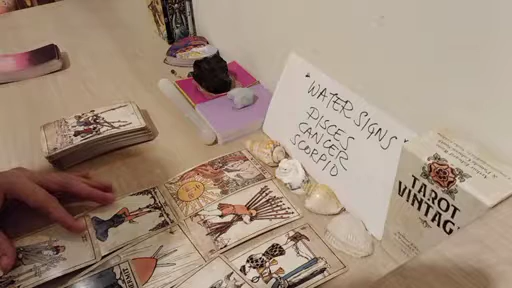 WATER SIGNS
PISCES
CANCER
SCORPIO
TAROT
VINTAGE